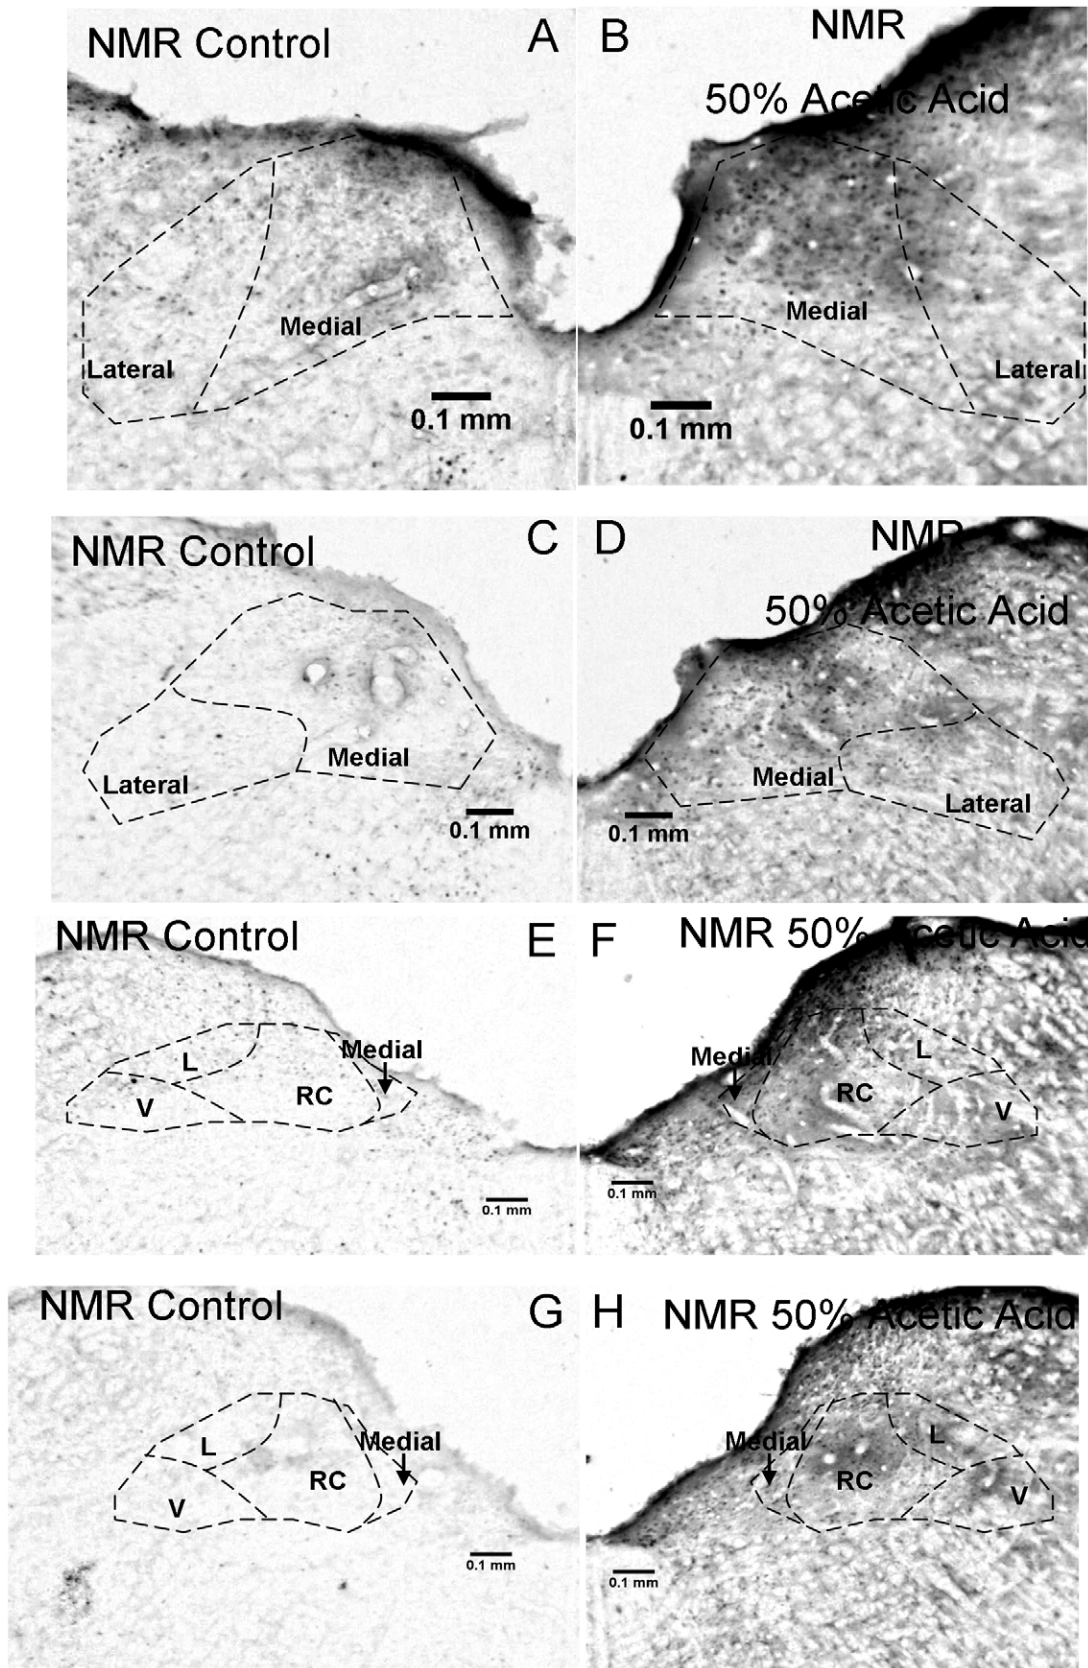 NMR Control
A
B
NMR
50% Acetic Acid
Medial
Lateral
0.1 mm
Medial
Lateral
0.1 mm
NMR Control
C
D
NMR
50% Acetic Acid
Medial
Lateral
0.1 mm
Medial
Lateral
0.1 mm
NMR Control
E
F
NMR 50% Acetic Acid
Medial
L
V
RC
0.1 mm
Medial
L
RC
V
0.1 mm
NMR Control
G
H
NMR 50% Acetic Acid
Medial
L
RC
V
0.1 mm
Medial
L
RC
V
0.1 mm